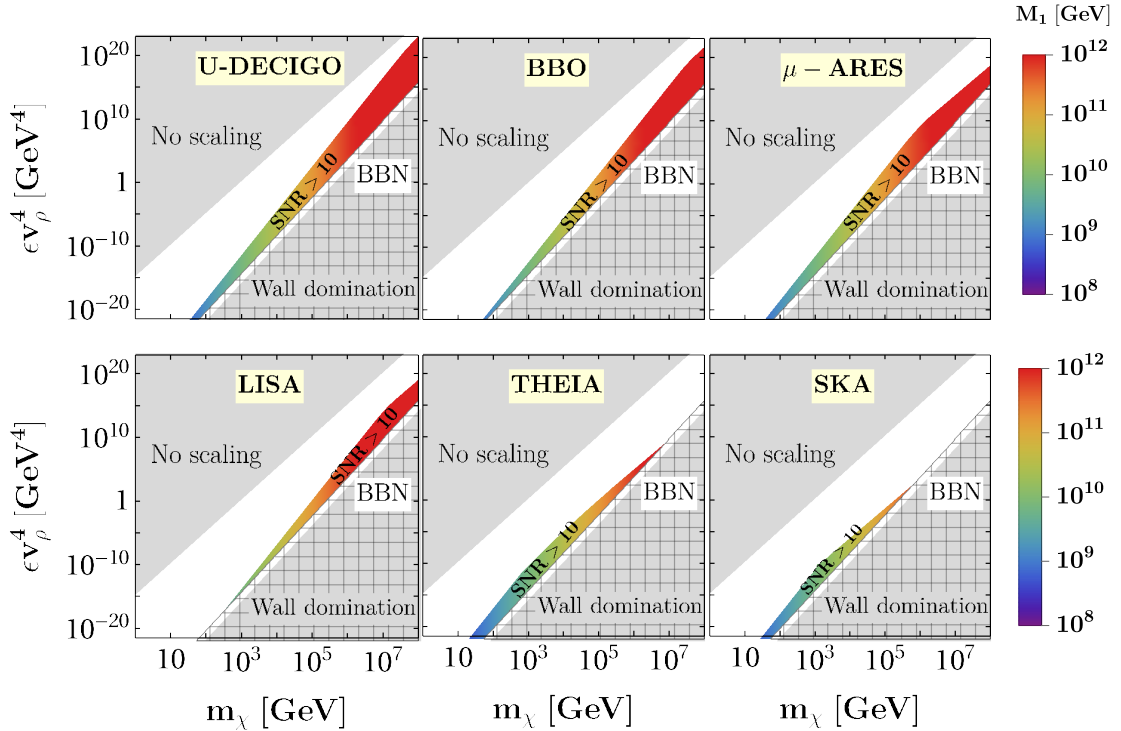 M₁ [GeV]
U-DECIGO
BBO
μ − ARES
10²⁰
10¹⁰
1
10⁻¹⁰
10⁻²⁰
ϵv⁴ᵨ [GeV⁴]
No scaling
SNR > 10
BBN
Wall domination
No scaling
SNR > 10
BBN
Wall domination
No scaling
SNR > 10
BBN
Wall domination
10¹²
10¹¹
10¹⁰
10⁹
10⁸
LISA
THEIA
SKA
10²⁰
10¹⁰
1
10⁻¹⁰
10⁻²⁰
ϵv⁴ᵨ [GeV⁴]
No scaling
SNR > 10
BBN
Wall domination
No scaling
SNR > 10
BBN
Wall domination
No scaling
SNR > 10
BBN
Wall domination
10¹²
10¹¹
10¹⁰
10⁹
10⁸
10 10³ 10⁵ 10⁷
10 10³ 10⁵ 10⁷
10 10³ 10⁵ 10⁷
mᵪ [GeV]
mᵪ [GeV]
mᵪ [GeV]